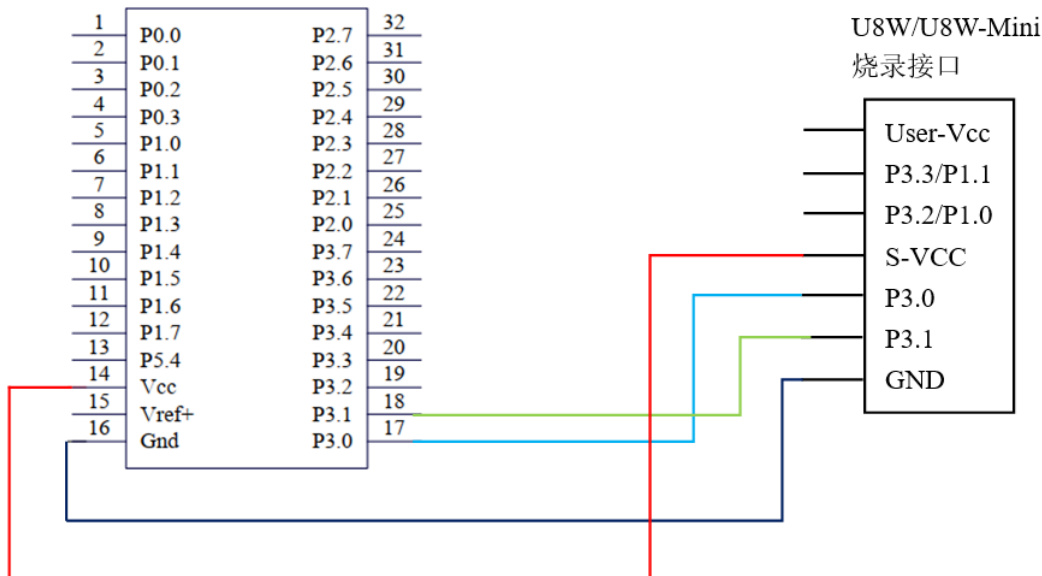 1 P0.0 P2.7 32
2 P0.1 P2.6 31
3 P0.2 P2.5 30
4 P0.3 P2.4 29
5 P1.0 P2.3 28
6 P1.1 P2.2 27
7 P1.2 P2.1 26
8 P1.3 P2.0 25
9 P1.4 P3.7 24
10 P1.5 P3.6 23
11 P1.6 P3.5 22
12 P1.7 P3.4 21
13 P5.4 P3.3 20
14 Vcc P3.2 19
15 Vref+ P3.1 18
16 Gnd P3.0 17
U8W/U8W-Mini
烧录接口
User-Vcc
P3.3/P1.1
P3.2/P1.0
S-VCC
P3.0
P3.1
GND